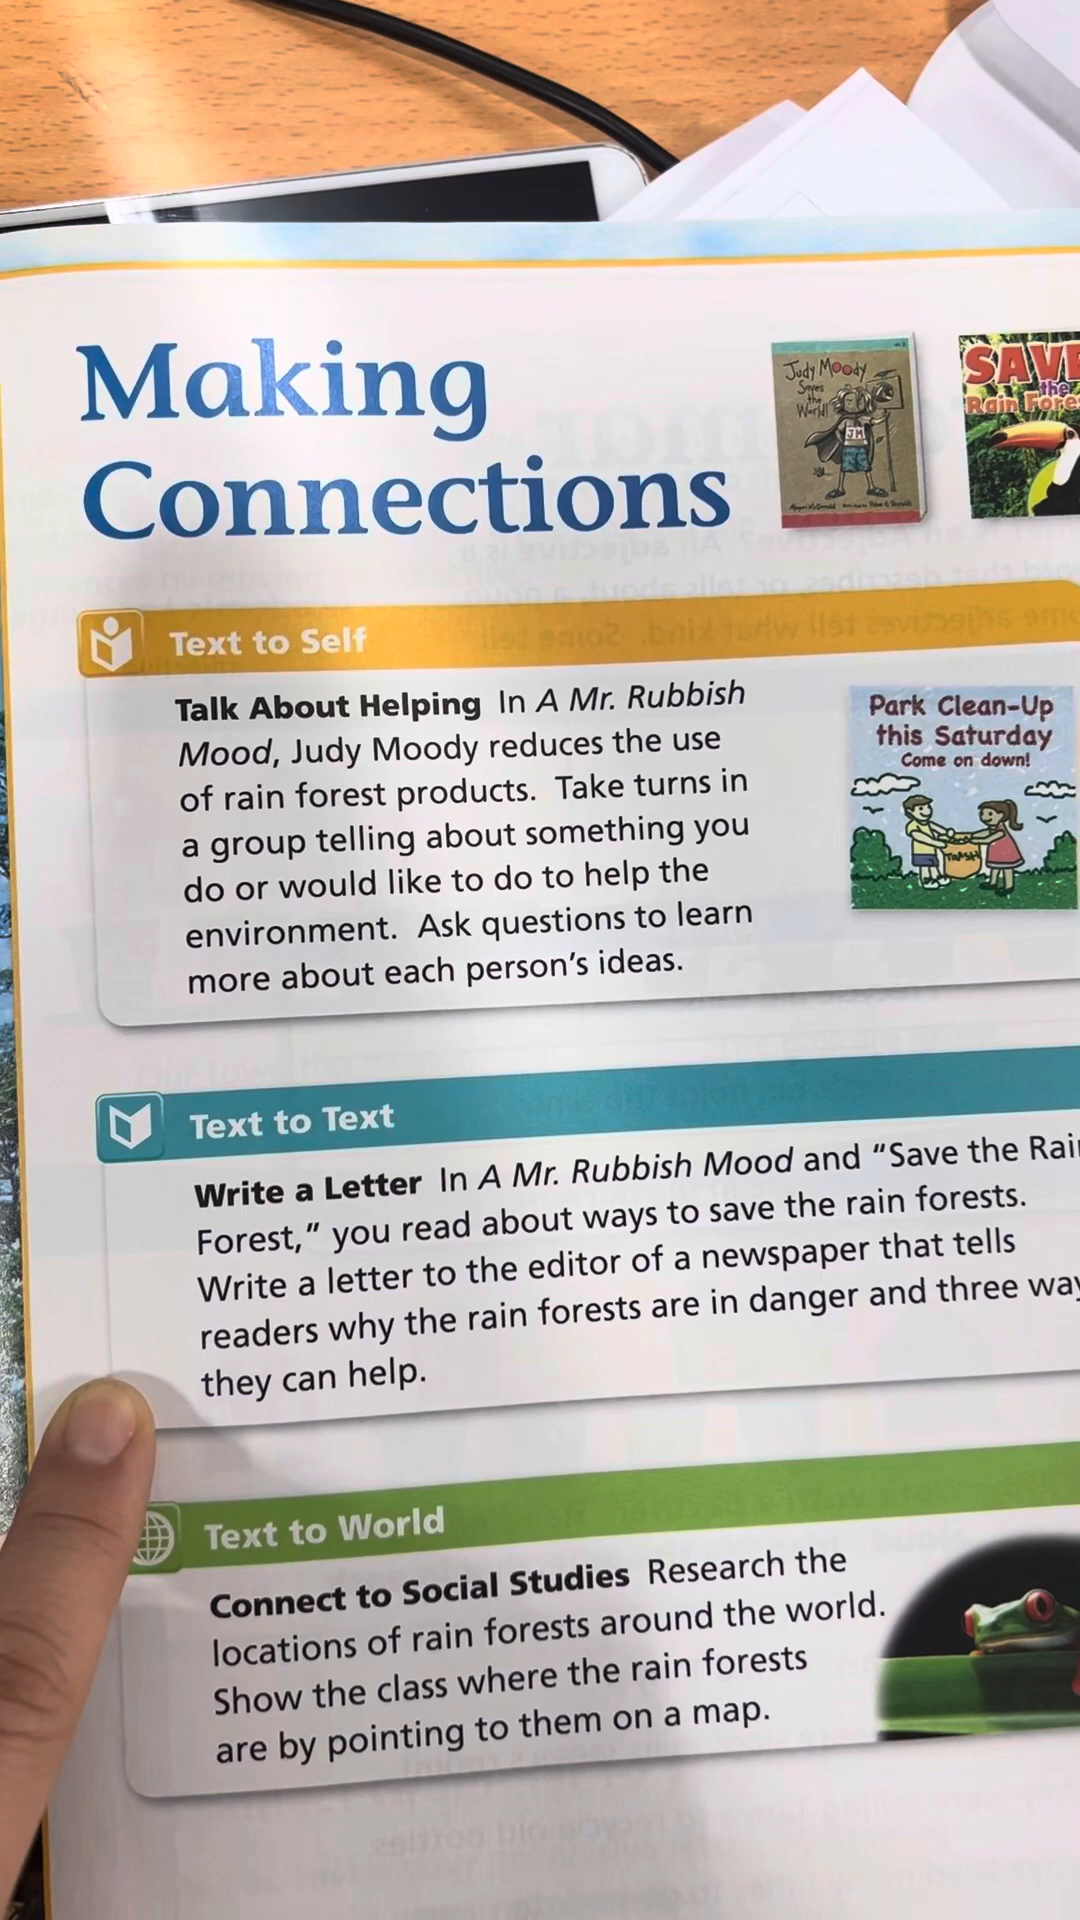 Making
Connections
Judy Moody
Saves
the
World!
JM
SAVE
the
Rain Fore
Text to Self
Talk About Helping In A Mr. Rubbish
Mood, Judy Moody reduces the use
of rain forest products. Take turns in
a group telling about something you
do or would like to do to help the
environment. Ask questions to learn
more about each person's ideas.
Park Clean-Up
this Saturday
Come on down!
TRASH
Text to Text
Write a Letter In A Mr. Rubbish Mood and "Save the Rai
Forest," you read about ways to save the rain forests.
Write a letter to the editor of a newspaper that tells
readers why the rain forests are in danger and three way
they can help.
Text to World
Connect to Social Studies Research the
locations of rain forests around the world.
Show the class where the rain forests
are by pointing to them on a map.